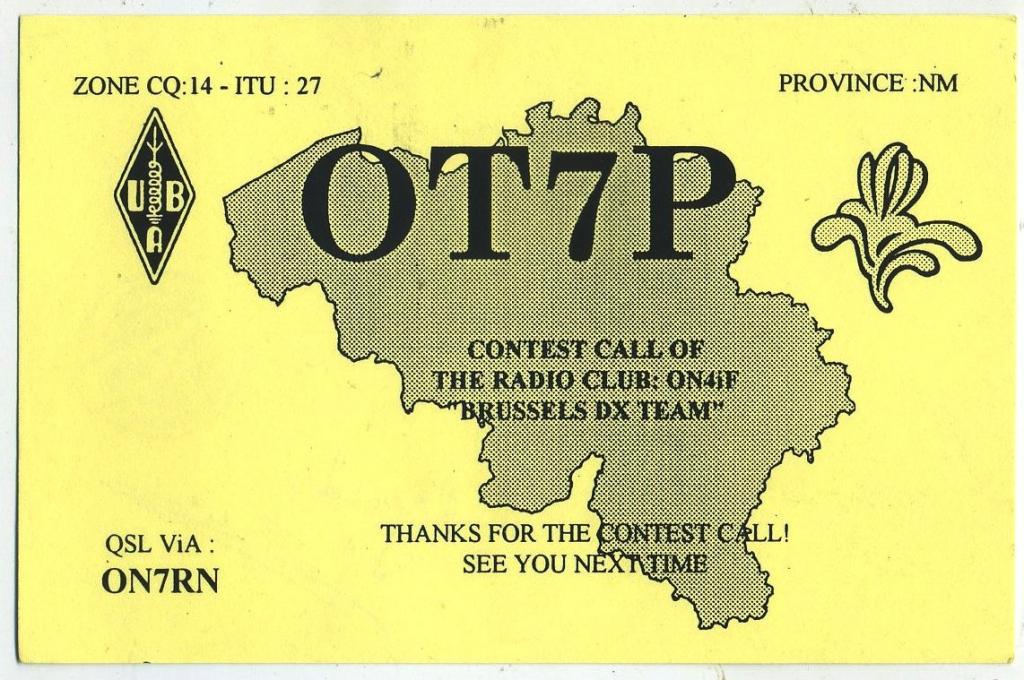 ZONE CQ:14 - ITU : 27
PROVINCE :NM
UBA
OT7P
CONTEST CALL OF
THE RADIO CLUB: ON4iF
"BRUSSELS DX TEAM"
THANKS FOR THE CONTEST CALL!
SEE YOU NEXT TIME
QSL ViA :
ON7RN